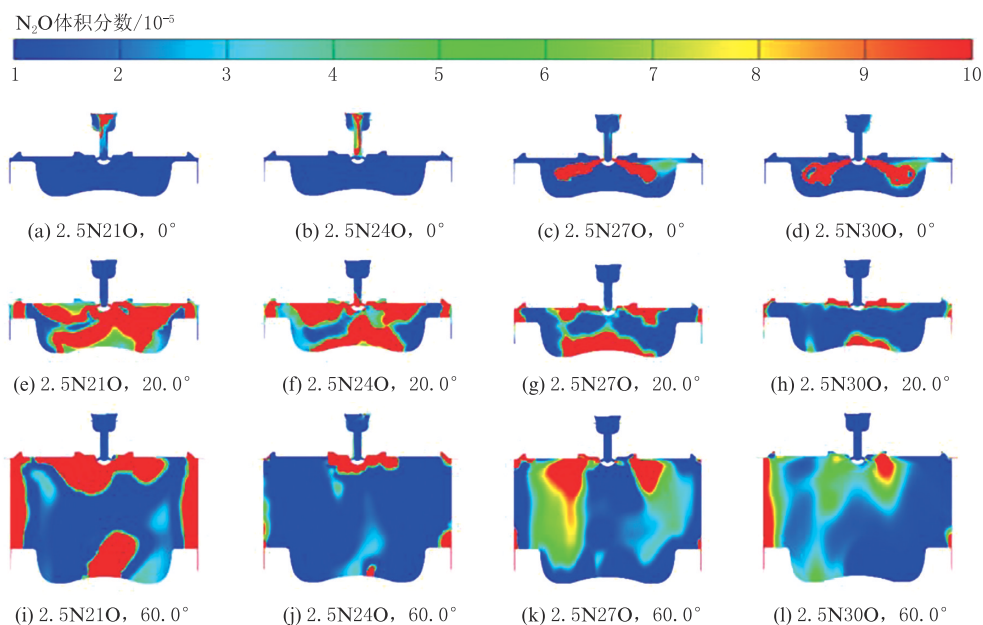 N₂O体积分数/10⁻⁵
1 2 3 4 5 6 7 8 9 10
(a) 2.5N21O，0° (b) 2.5N24O，0° (c) 2.5N27O，0° (d) 2.5N30O，0°
(e) 2.5N21O，20.0° (f) 2.5N24O，20.0° (g) 2.5N27O，20.0° (h) 2.5N30O，20.0°
(i) 2.5N21O，60.0° (j) 2.5N24O，60.0° (k) 2.5N27O，60.0° (l) 2.5N30O，60.0°